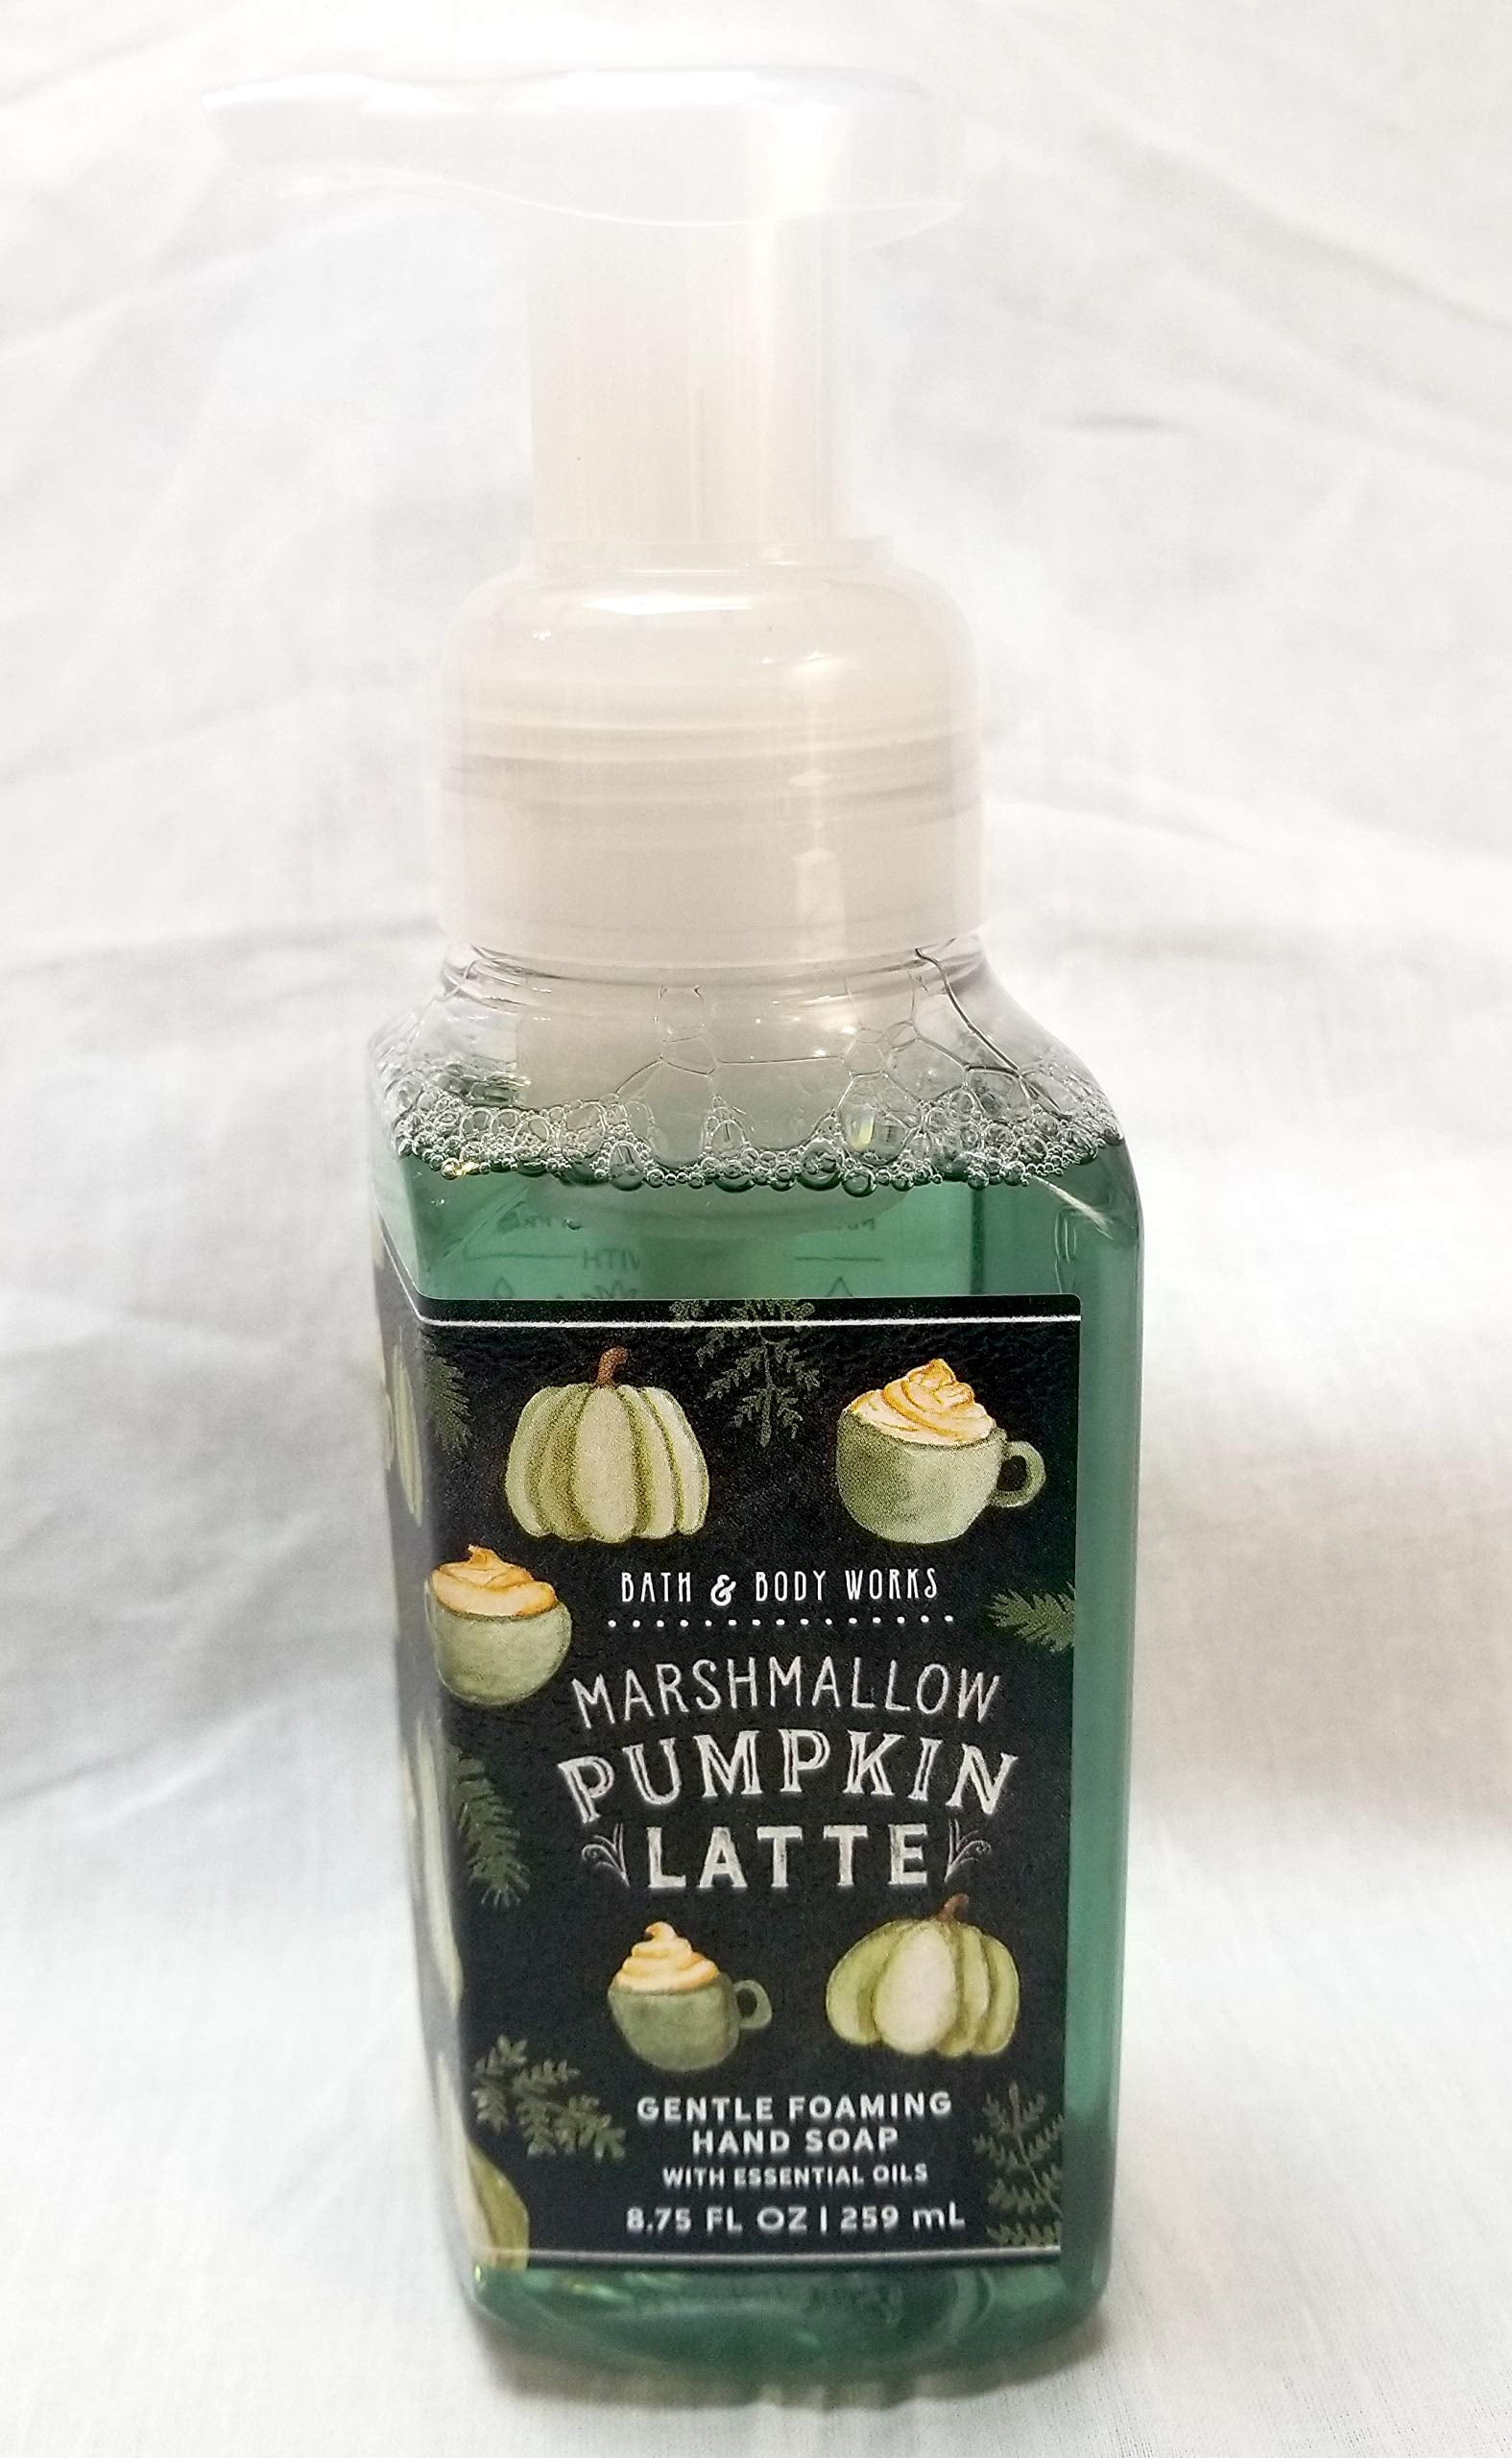 BATH & BODY WORKS
MARSHMALLOW
PUMPKIN
LATTE
GENTLE FOAMING
HAND SOAP
WITH ESSENTIAL OILS
8.75 FL OZ | 259 mL